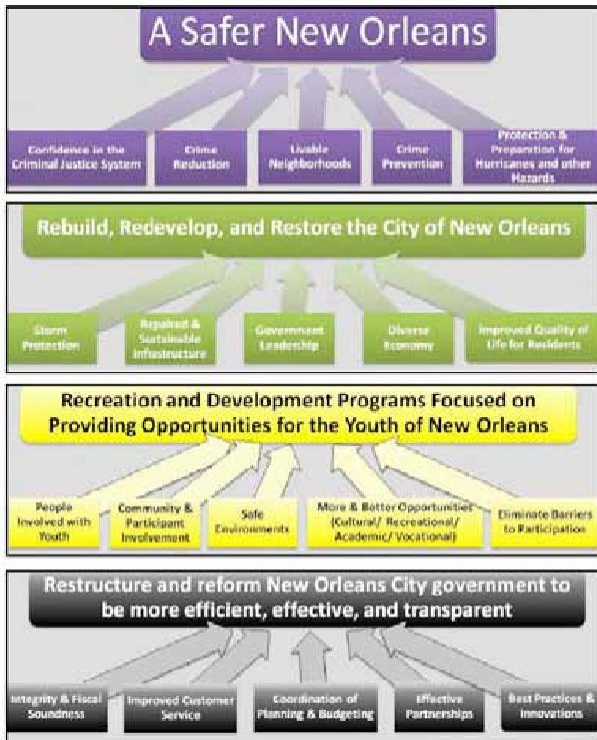 A Safer New Orleans
Confidence in the
Criminal Justice System
Crime
Reduction
Livable
Neighborhoods
Crime
Prevention
Protection &
Preparation for
Hurricanes and other
Hazards
Rebuild, Redevelop, and Restore the City of New Orleans
Storm
Protection
Repaired &
Sustainable
Infrastructure
Government
Leadership
Diverse
Economy
Improved Quality of
Life for Residents
Recreation and Development Programs Focused on
Providing Opportunities for the Youth of New Orleans
People
Involved with
Youth
Community &
Participant
Involvement
Safe
Environments
More & Better Opportunities
(Cultural/ Recreational/
Academic/ Vocational)
Eliminate Barriers
to Participation
Restructure and reform New Orleans City government to
be more efficient, effective, and transparent
Integrity & Fiscal
Soundness
Improved Customer
Service
Coordination of
Planning & Budgeting
Effective
Partnerships
Best Practices &
Innovations